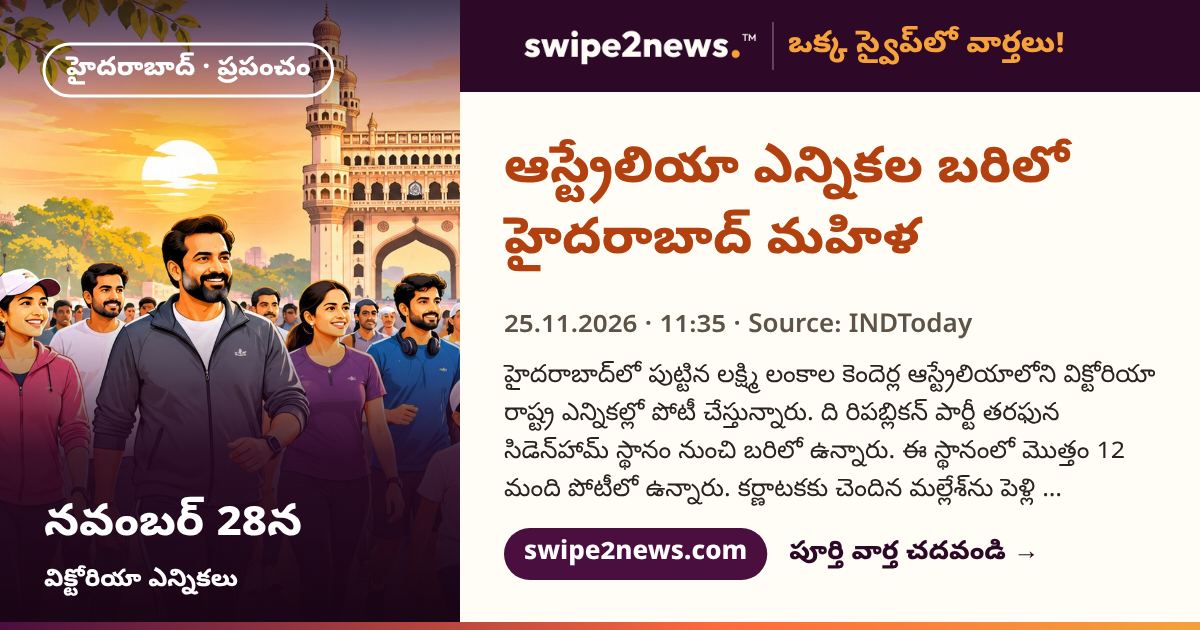 హైదరాబాద్ · ప్రపంచం
నవంబర్ 28న
విక్టోరియా ఎన్నికలు
swipe2news.™ ఒక్క స్వైప్‌లో వార్తలు!
ఆస్ట్రేలియా ఎన్నికల బరిలో
హైదరాబాద్ మహిళ
25.11.2026 · 11:35 · Source: INDToday
హైదరాబాద్‌లో పుట్టిన లక్ష్మి లంకాల కెండెర్ల ఆస్ట్రేలియాలోని విక్టోరియా
రాష్ట్ర ఎన్నికల్లో పోటీ చేస్తున్నారు. ది రిపబ్లికన్ పార్టీ తరఫున
సిడెన్‌హామ్ స్థానం నుంచి బరిలో ఉన్నారు. ఈ స్థానంలో మొత్తం 12
మంది పోటీలో ఉన్నారు. కర్ణాటకకు చెందిన మల్లేశ్‌ను పెళ్లి ...
swipe2news.com పూర్తి వార్త చదవండి →